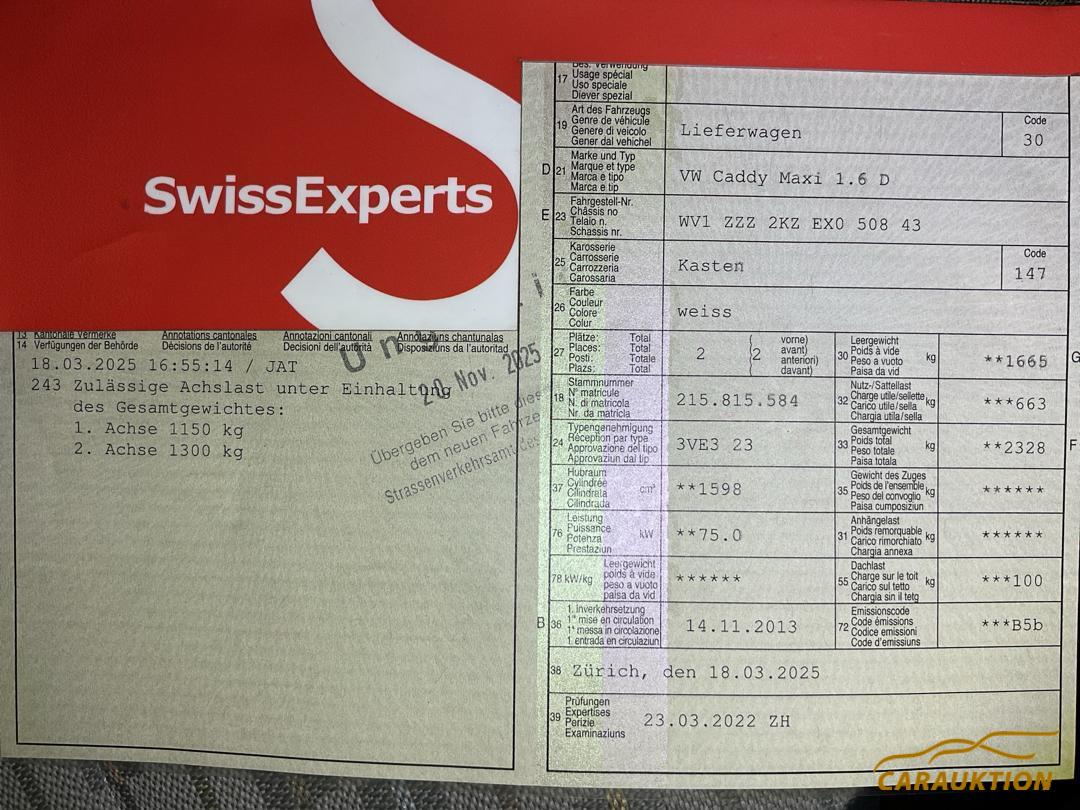 SwissExperts
13 Kantonale Vermerke Annotations cantonales Annotazioni cantonali Annotaziuns chantunalas
14 Verfügungen der Behörde Décisions de l'autorité Decisioni dell'autorità Disposiziuns da l'autoritad
18.03.2025 16:55:14 / JAT
243 Zulässige Achslast unter Einhaltung
des Gesamtgewichtes:
1. Achse 1150 kg
2. Achse 1300 kg
20 Nov. 2025
Übergeben Sie bitte dies
dem neuen Fahrze
Strassenverkehrsamt des
17 Bes. Verwendung
Usage spécial
Uso speciale
Diever spezial
19 Art des Fahrzeugs
Genre de véhicule
Genere di veicolo
Gener dal vehichel
Lieferwagen
Code
30
D 21 Marke und Typ
Marque et type
Marca e tipo
Marca e tip
VW Caddy Maxi 1.6 D
E 23 Fahrgestell-Nr.
Châssis no
Telaio n.
Schassis nr.
WV1 ZZZ 2KZ EX0 508 43
25 Karosserie
Carrosserie
Carrozzeria
Carossaria
Kasten
Code
147
26 Farbe
Couleur
Colore
Colur
weiss
27 Plätze: Total
Places: Total
Posti: Totale
Plazs: Total
2 (2 vorne)
avant)
anteriori)
davant)
30 Leergewicht
Poids à vide
Peso a vuoto
Paisa da vid
kg
**1665
G
18 Stammnummer
N° matricule
N. di matricola
Nr. da matricla
215.815.584
32 Nutz-/Sattellast
Charge utile/sellette
Carico utile/sella
Chargia utila/sella
kg
***663
24 Typengenehmigung
Réception par type
Approvazione del tipo
Approvaziun dal tip
3VE3 23
33 Gesamtgewicht
Poids total
Peso totale
Paisa totala
kg
**2328
F
37 Hubraum
Cylindrée
Cilindrata
Cilindrada
cm³
**1598
35 Gewicht des Zuges
Poids de l'ensemble
Peso del convoglio
Paisa cumposiziun
kg
******
76 Leistung
Puissance
Potenza
Prestaziun
kW
**75.0
31 Anhängelast
Poids remorquable
Carico rimorchiato
Chargia annexa
kg
******
78 kW/kg Leergewicht
poids à vide
peso a vuoto
paisa da vid
******
55 Dachlast
Charge sur le toit
Carico sul tetto
Chargia sin il tetg
kg
***100
B 36 1. Inverkehrsetzung
1re mise en circulation
1a messa in circolazione
1. entrada en circulaziun
14.11.2013
72 Emissionscode
Code émissions
Codice emissioni
Code d'emissiuns
***B5b
38 Zürich, den 18.03.2025
39 Prüfungen
Expertises
Perizie
Examinaziuns
23.03.2022 ZH
CARAUKTION